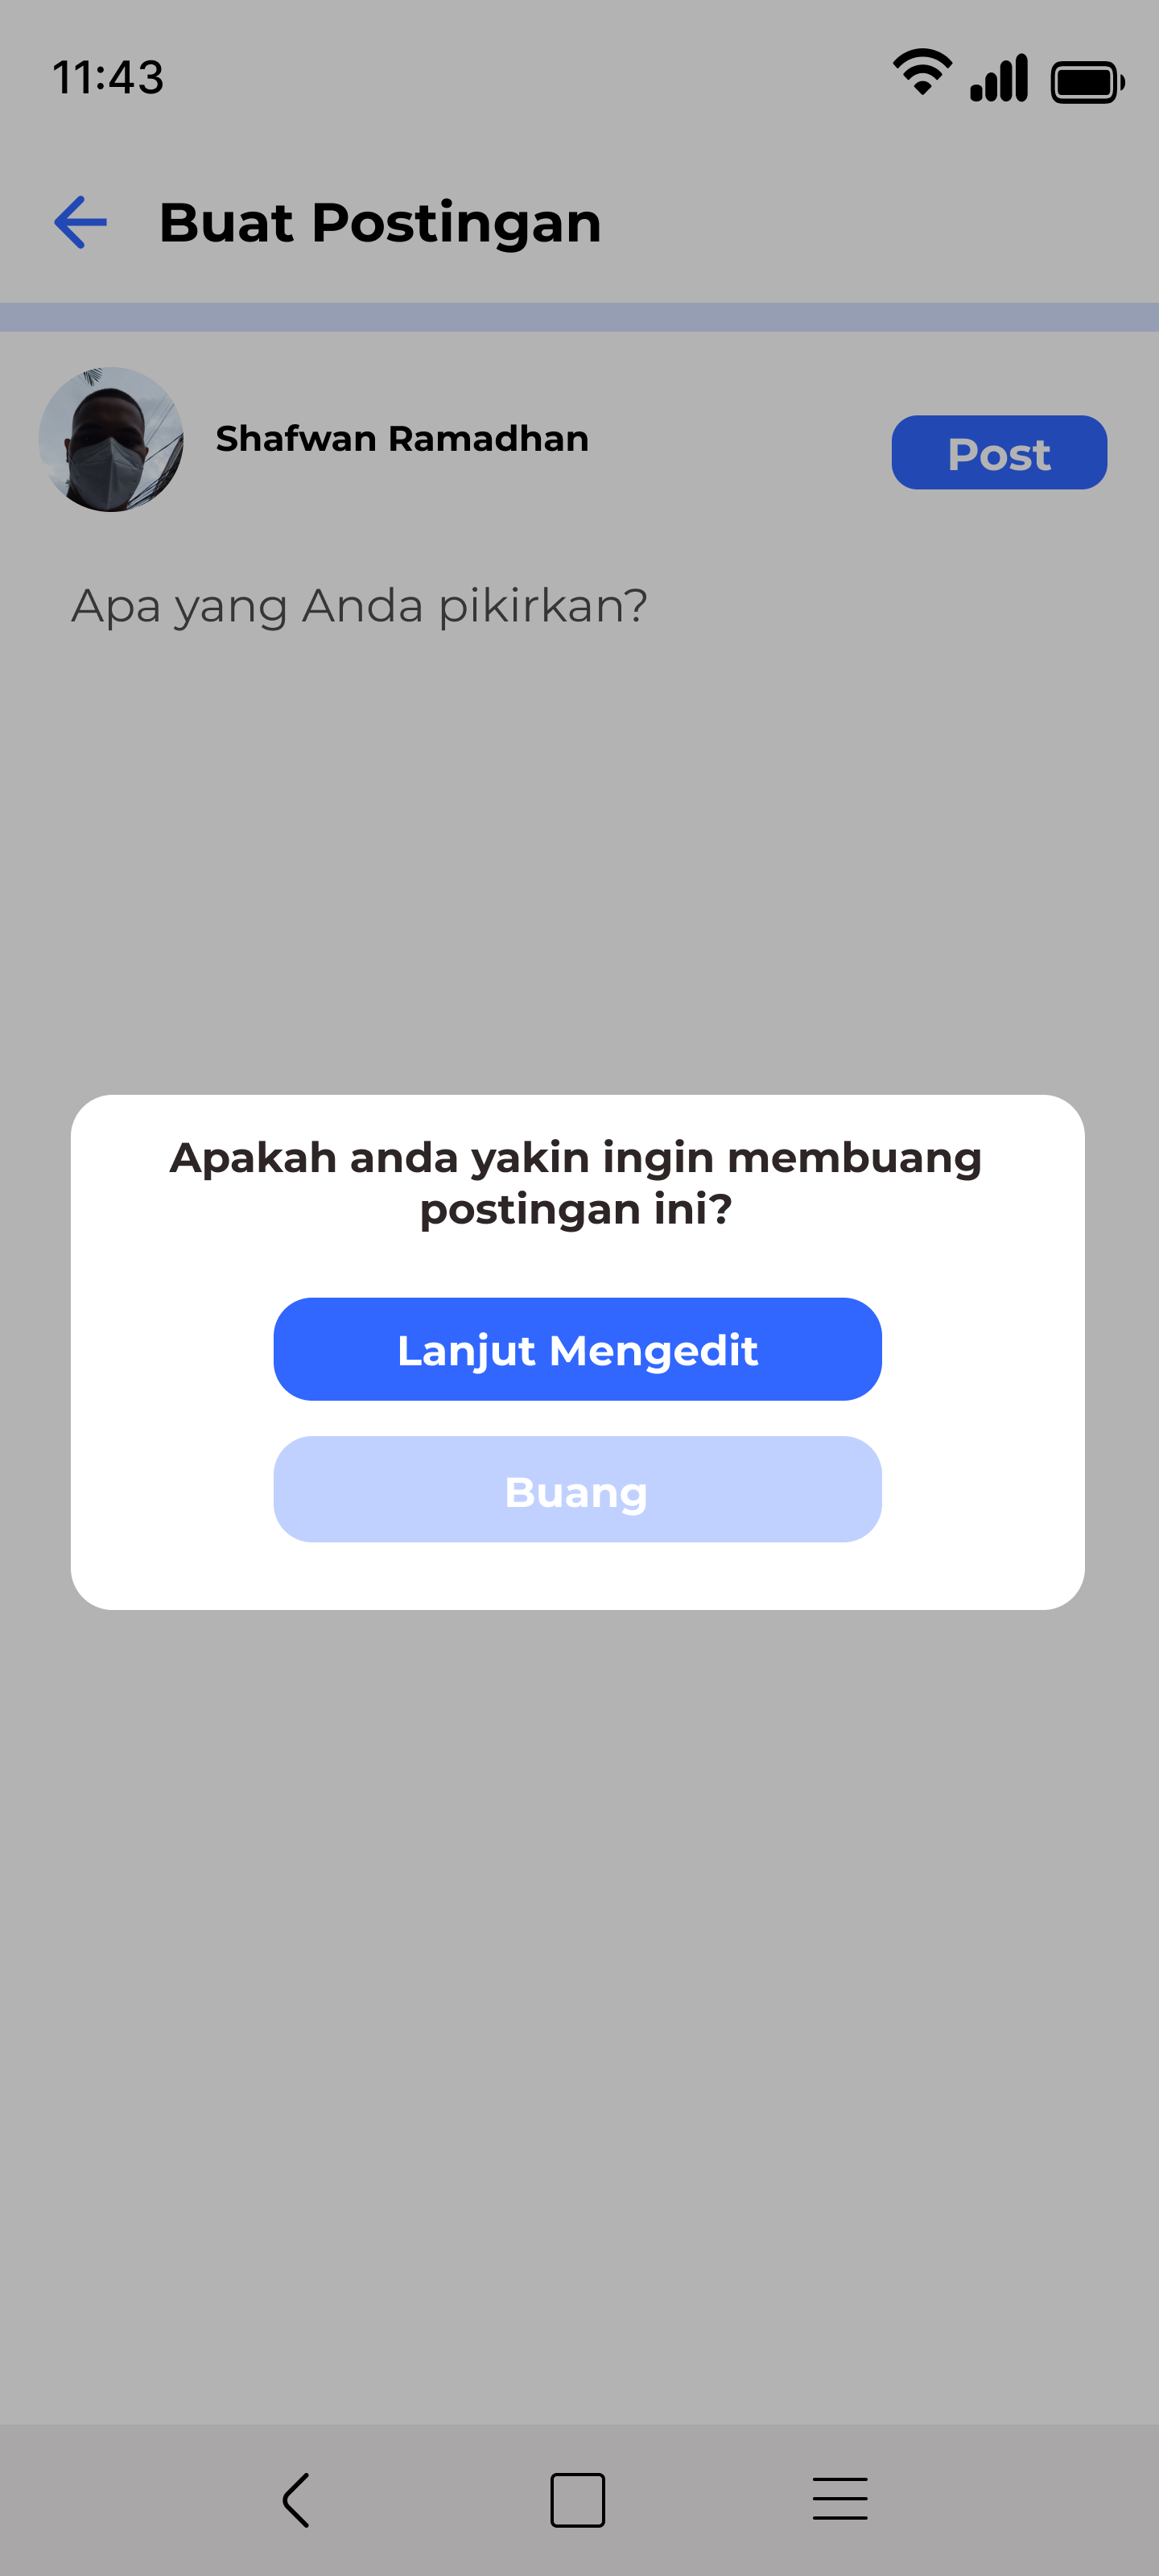 11:43
Buat Postingan
Shafwan Ramadhan
Post
Apa yang Anda pikirkan?
Apakah anda yakin ingin membuang
postingan ini?
Lanjut Mengedit
Buang